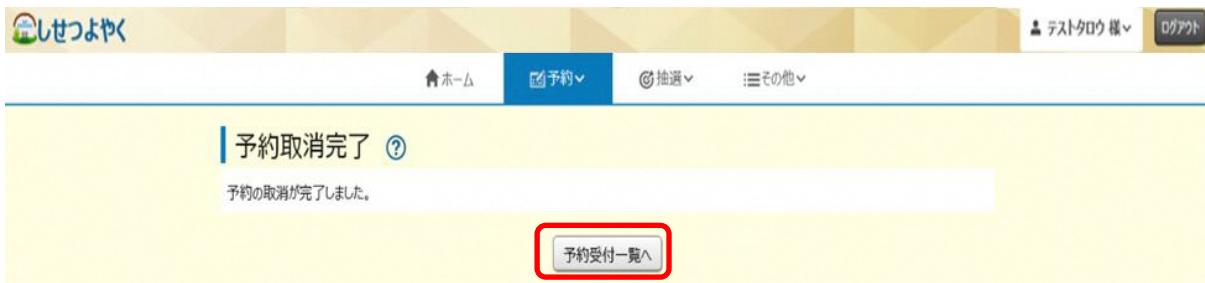 しせつよやく
テストタロウ 様
ログアウト
ホーム
予約
抽選
その他
予約取消完了 ?
予約の取消が完了しました。
予約受付一覧へ